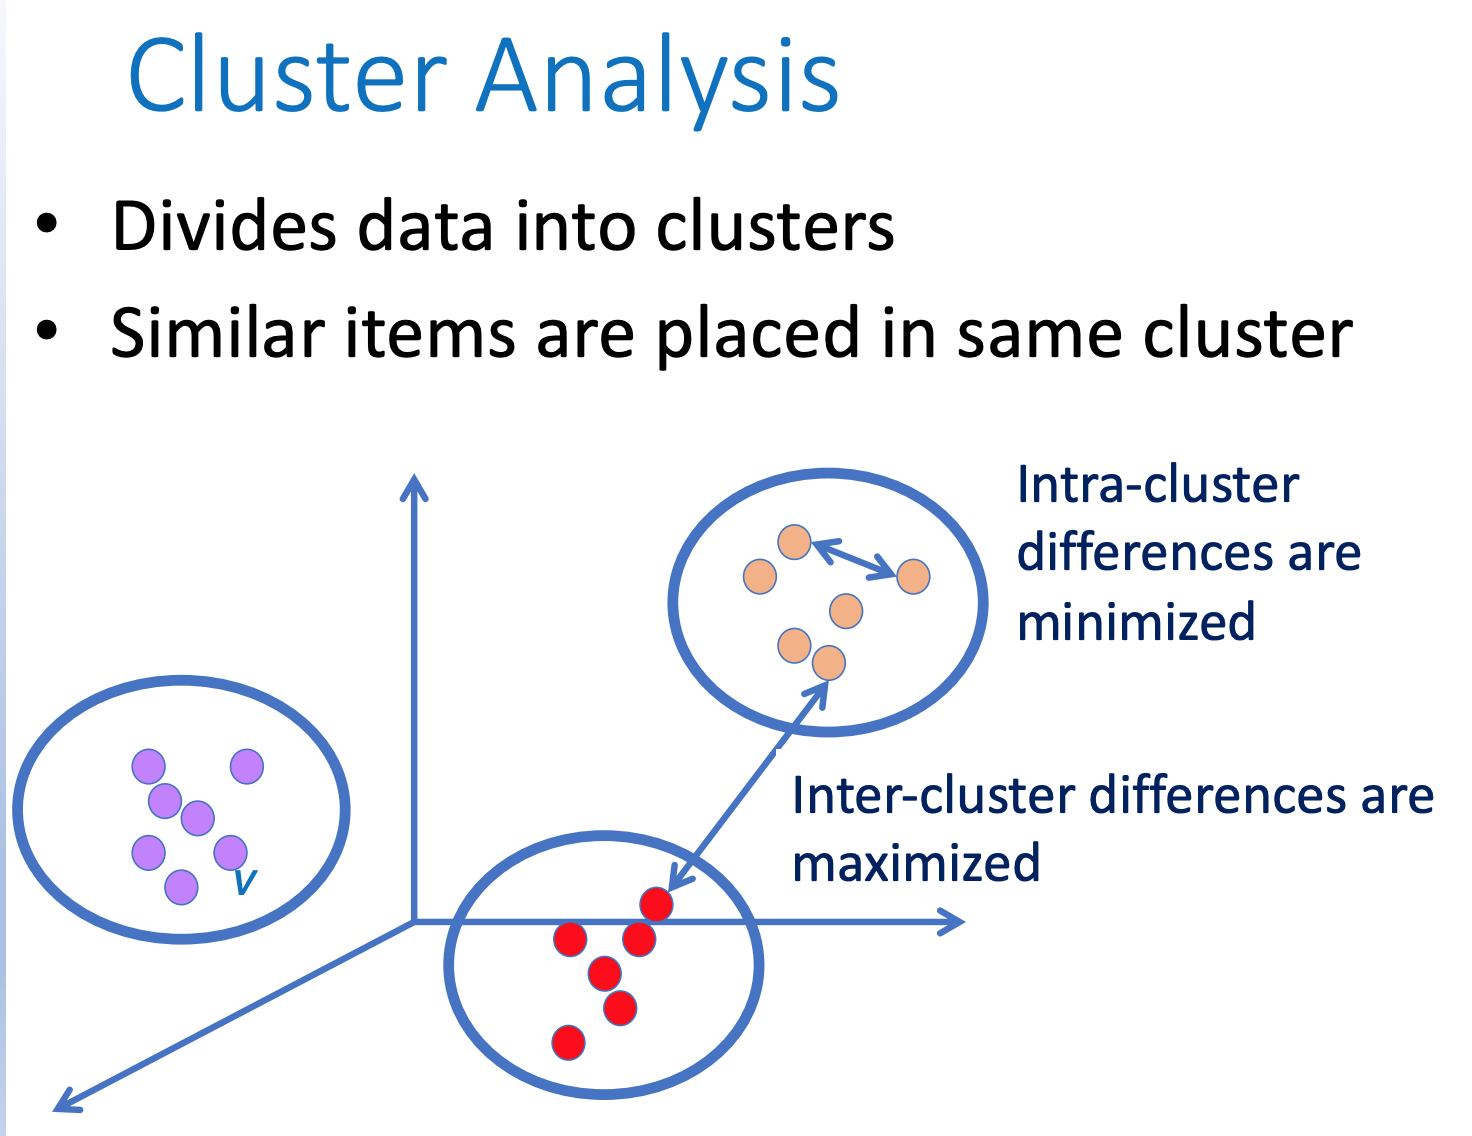 Cluster Analysis
• Divides data into clusters
• Similar items are placed in same cluster
Intra-cluster
differences are
minimized
Inter-cluster differences are
maximized
v